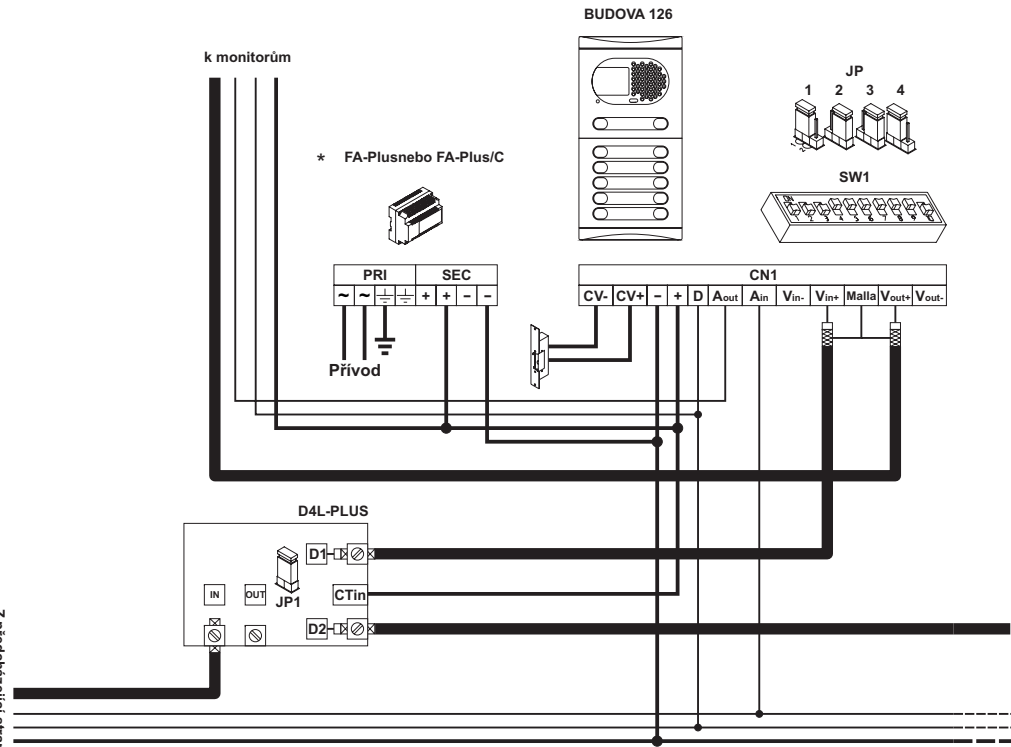 BUDOVA 126
k monitorům
JP
1 2 3 4
* FA-Plusnebo FA-Plus/C
SW1
PRI SEC
~ ~ + + - -
CN1
CV- CV+ - + D Aout Ain Vin- Vin+ Malla Vout+ Vout-
Přívod
D4L-PLUS
D1
IN OUT JP1 CTin
D2